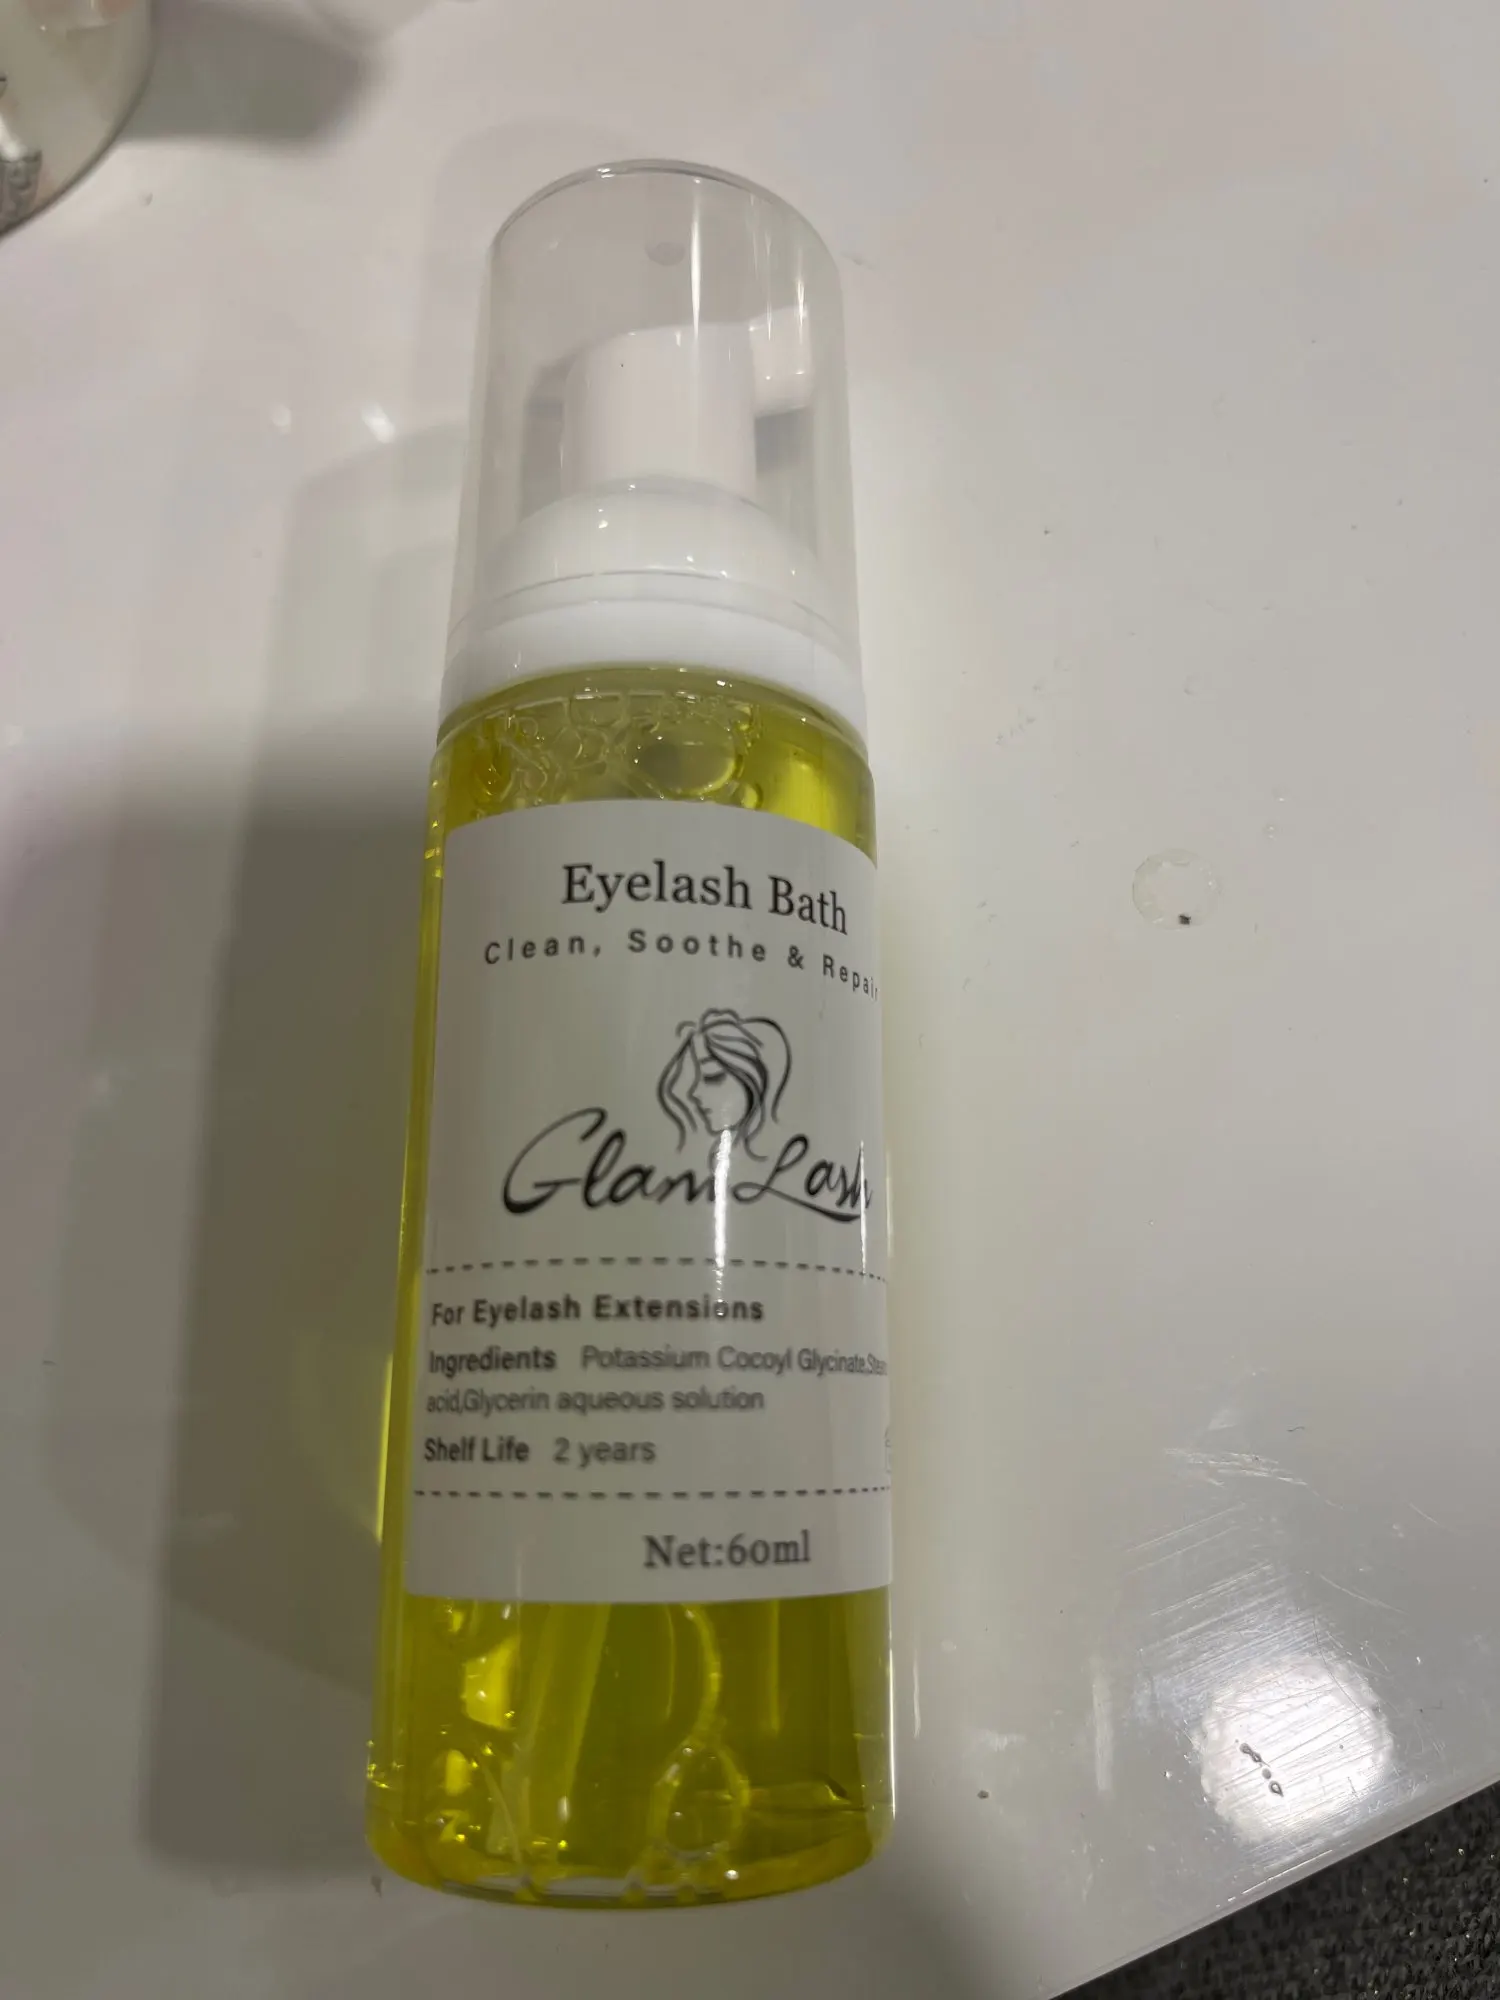 Eyelash Bath
Clean, Soothe & Repair
Glam Lash
For Eyelash Extensions
Ingredients Potassium Cocoyl Glycinate,
acid,Glycerin aqueous solution
Shelf Life 2 years
Net:60ml